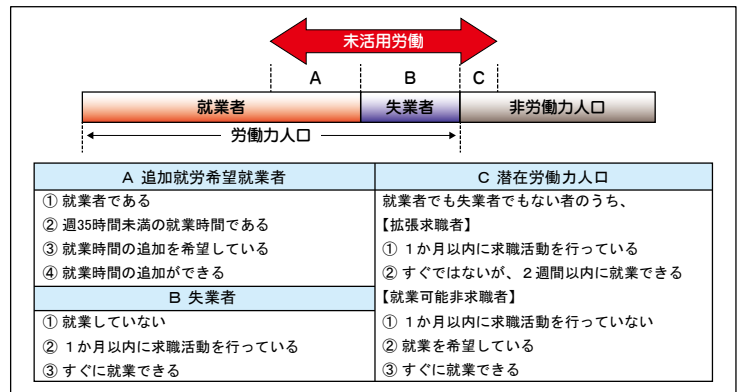 未活用労働
A B C
就業者 失業者 非労働力人口
労働力人口
A 追加就労希望就業者
① 就業者である
② 週35時間未満の就業時間である
③ 就業時間の追加を希望している
④ 就業時間の追加ができる
B 失業者
① 就業していない
② 1か月以内に求職活動を行っている
③ すぐに就業できる
C 潜在労働力人口
就業者でも失業者でもない者のうち、
【拡張求職者】
① 1か月以内に求職活動を行っている
② すぐではないが、2週間以内に就業できる
【就業可能非求職者】
① 1か月以内に求職活動を行っていない
② 就業を希望している
③ すぐに就業できる